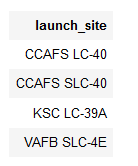 launch_site
CCAFS LC-40
CCAFS SLC-40
KSC LC-39A
VAFB SLC-4E